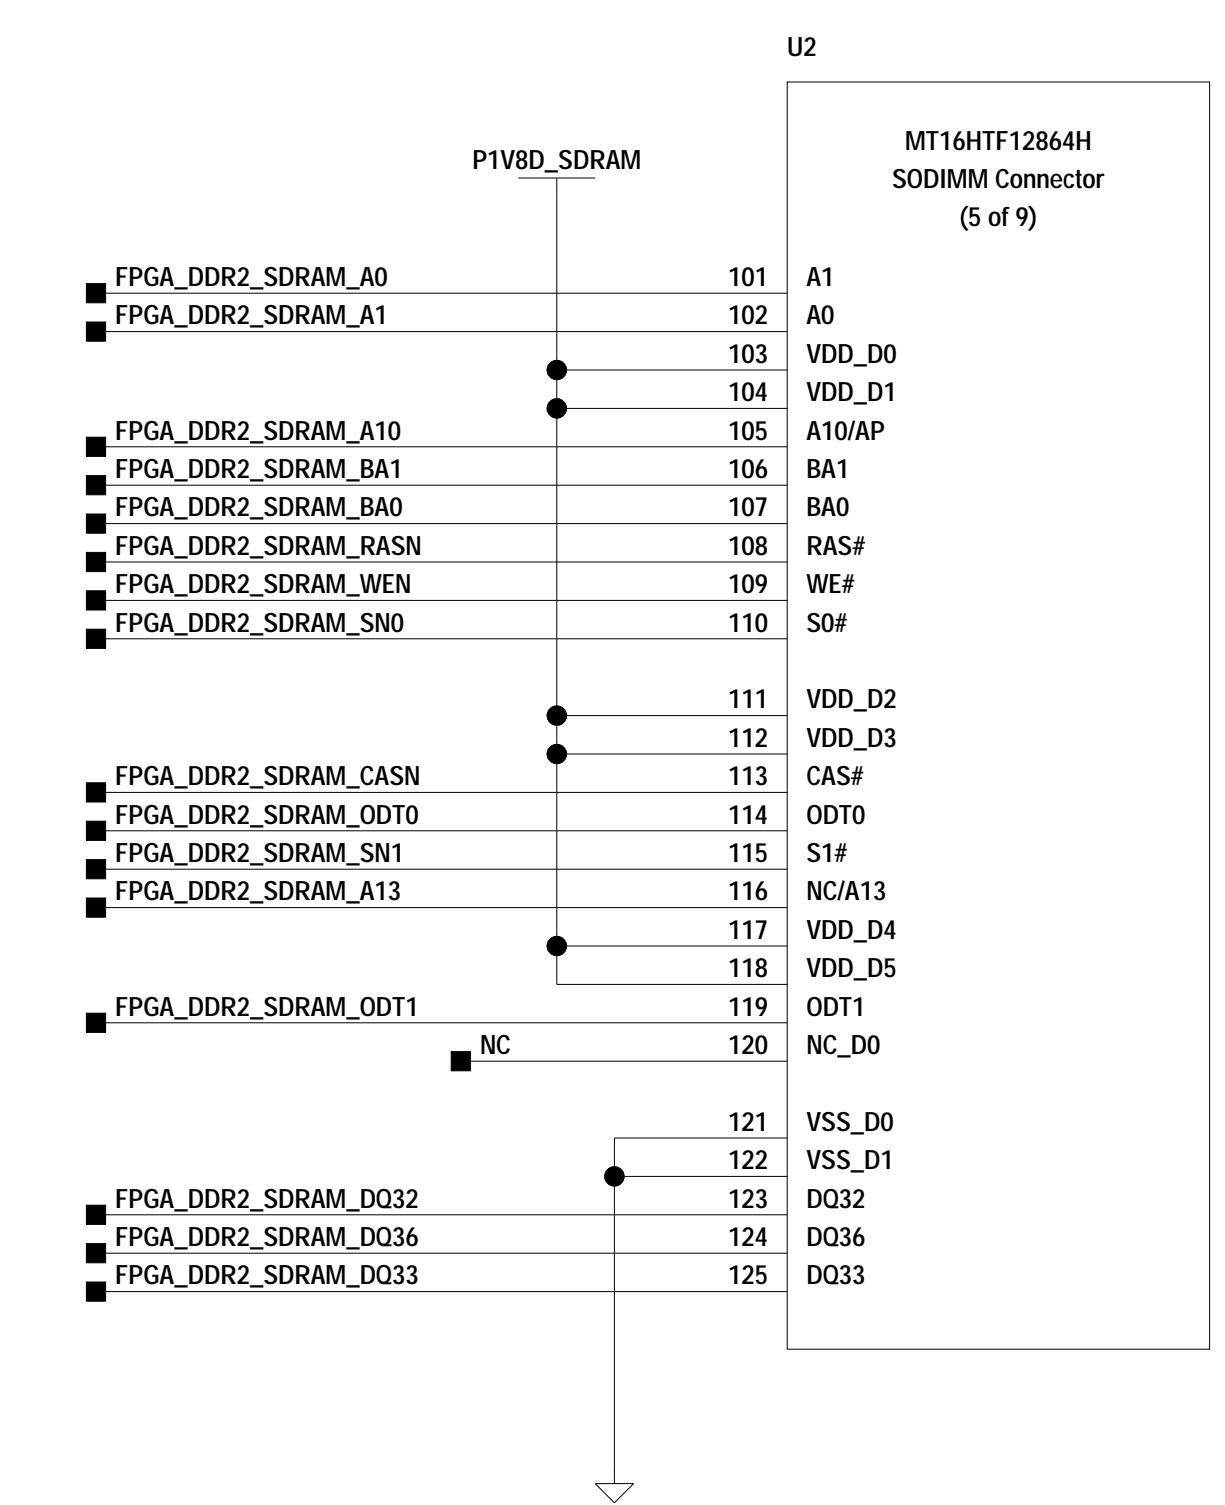 U2
MT16HTF12864H
SODIMM Connector
(5 of 9)
P1V8D_SDRAM
FPGA_DDR2_SDRAM_A0 101 A1
FPGA_DDR2_SDRAM_A1 102 A0
103 VDD_D0
104 VDD_D1
FPGA_DDR2_SDRAM_A10 105 A10/AP
FPGA_DDR2_SDRAM_BA1 106 BA1
FPGA_DDR2_SDRAM_BA0 107 BA0
FPGA_DDR2_SDRAM_RASN 108 RAS#
FPGA_DDR2_SDRAM_WEN 109 WE#
FPGA_DDR2_SDRAM_SN0 110 S0#
111 VDD_D2
112 VDD_D3
FPGA_DDR2_SDRAM_CASN 113 CAS#
FPGA_DDR2_SDRAM_ODT0 114 ODT0
FPGA_DDR2_SDRAM_SN1 115 S1#
FPGA_DDR2_SDRAM_A13 116 NC/A13
117 VDD_D4
118 VDD_D5
FPGA_DDR2_SDRAM_ODT1 119 ODT1
NC 120 NC_D0
121 VSS_D0
122 VSS_D1
FPGA_DDR2_SDRAM_DQ32 123 DQ32
FPGA_DDR2_SDRAM_DQ36 124 DQ36
FPGA_DDR2_SDRAM_DQ33 125 DQ33